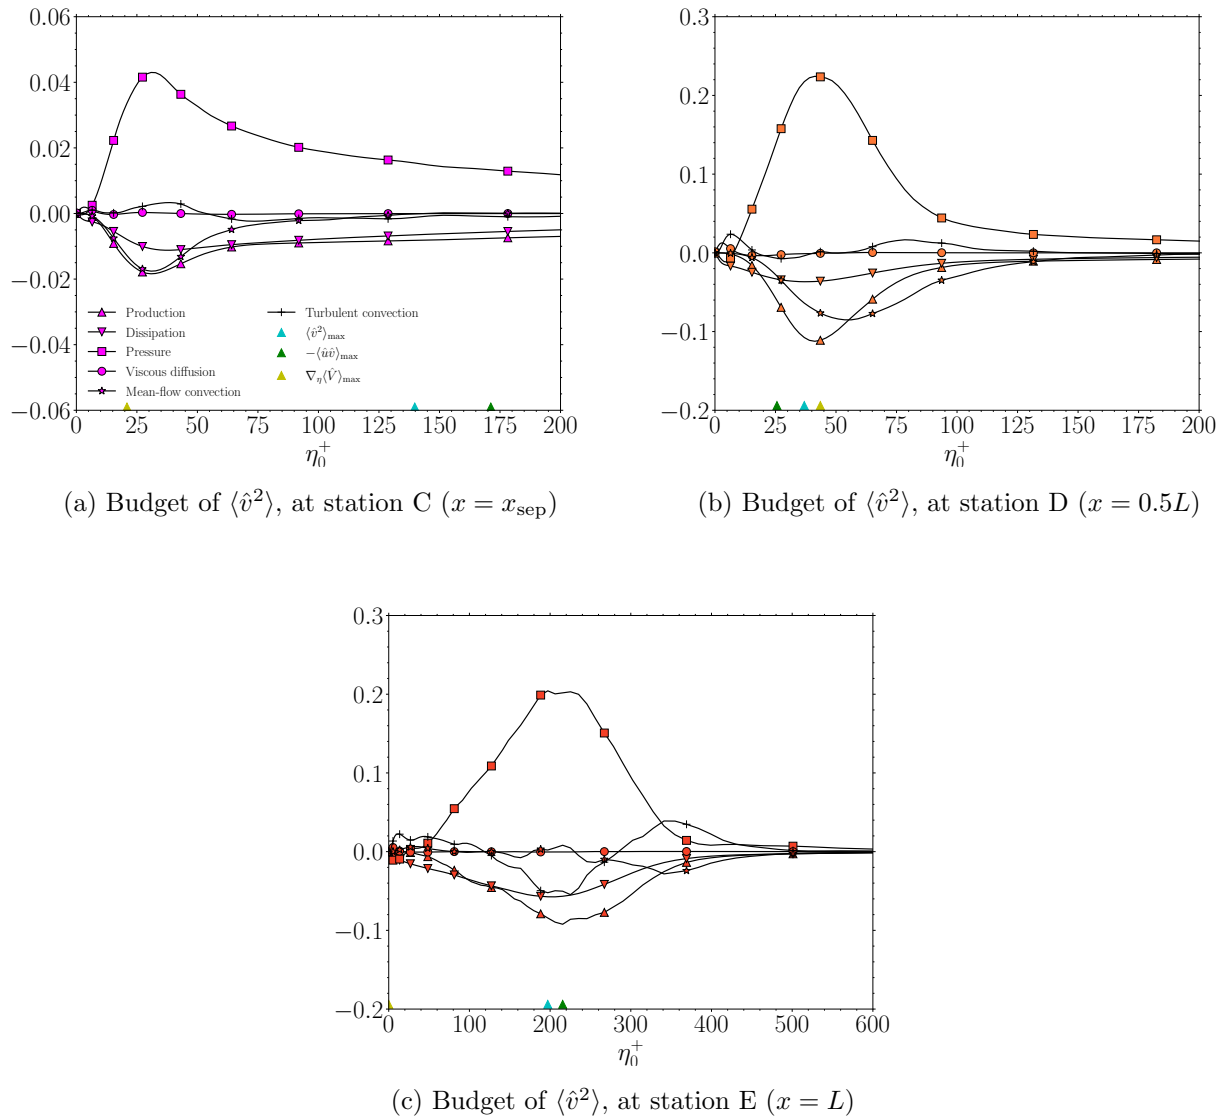 0.06
0.04
0.02
0.00
−0.02
−0.04
−0.06
Production
Dissipation
Pressure
Viscous diffusion
Mean-flow convection
Turbulent convection
⟨v̂²⟩max
−⟨ûv̂⟩max
∇η⟨V̂⟩max
0 25 50 75 100 125 150 175 200
η₀⁺
(a) Budget of ⟨v̂²⟩, at station C (x = xsep)
0.3
0.2
0.1
0.0
−0.1
−0.2
0 25 50 75 100 125 150 175 200
η₀⁺
(b) Budget of ⟨v̂²⟩, at station D (x = 0.5L)
0.3
0.2
0.1
0.0
−0.1
−0.2
0 100 200 300 400 500 600
η₀⁺
(c) Budget of ⟨v̂²⟩, at station E (x = L)